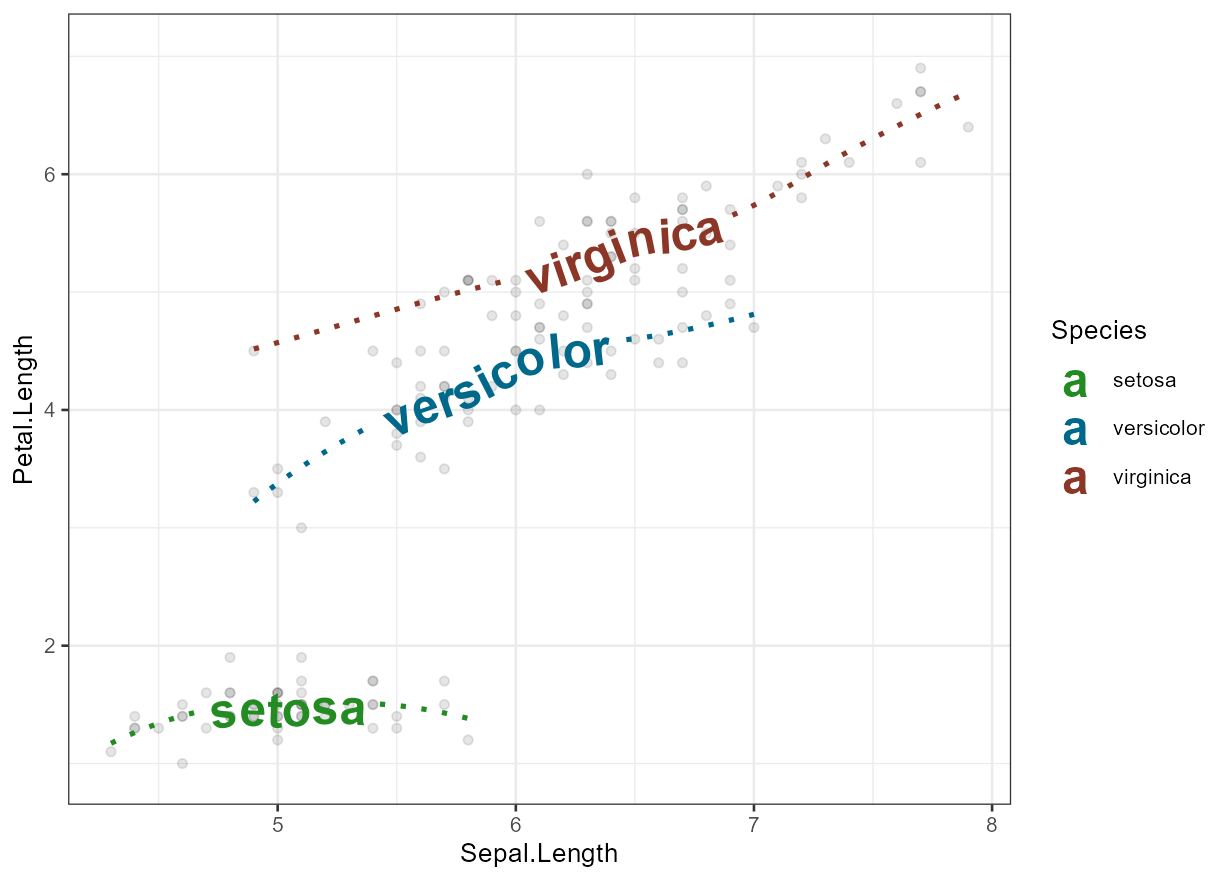 6
4
2
Petal.Length
virginica
versicolor
setosa
5 6 7 8
Sepal.Length
Species
a setosa
a versicolor
a virginica